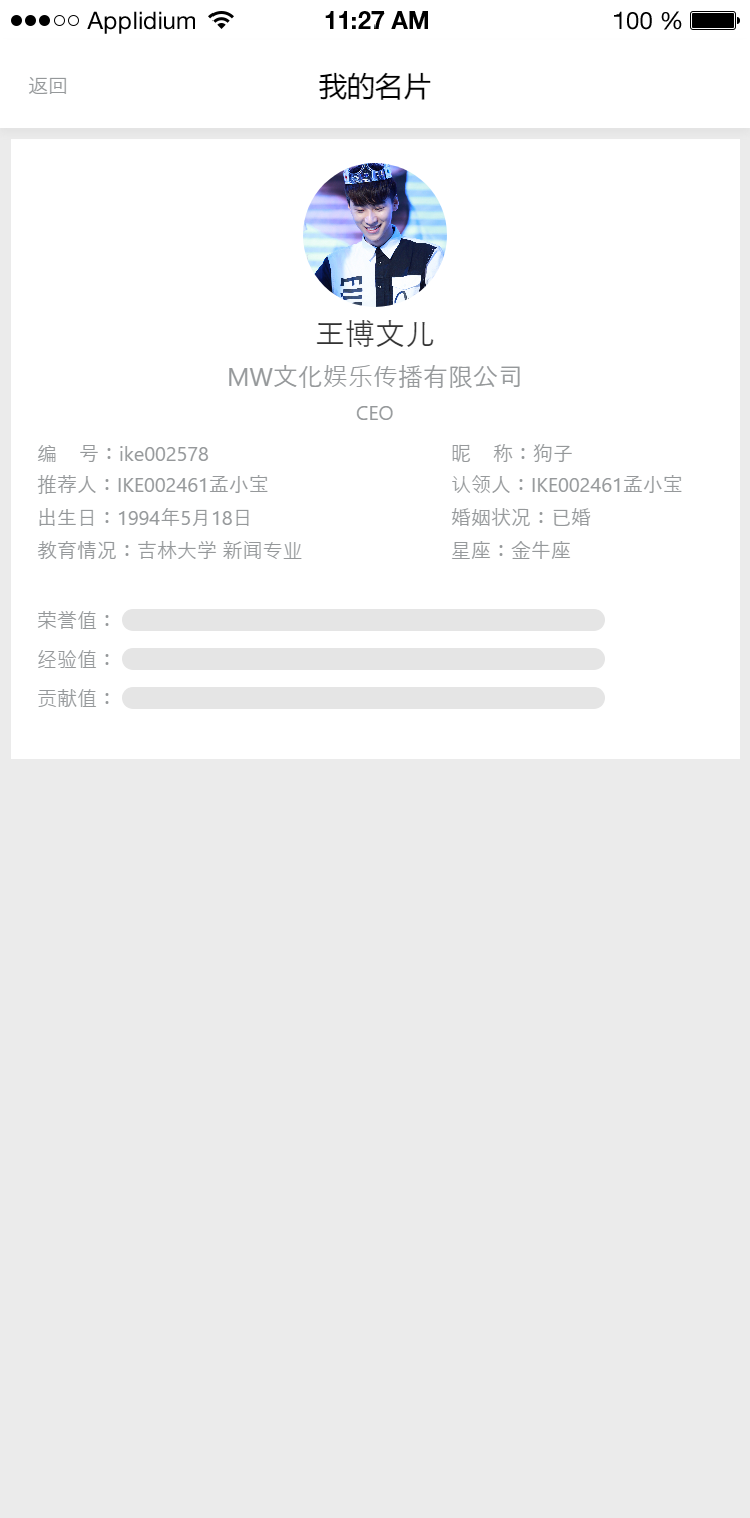 Applidium 11:27 AM 100 %
返回 我的名片
王博文儿
MW文化娱乐传播有限公司
CEO
编 号：ike002578 昵 称：狗子
推荐人：IKE002461孟小宝 认领人：IKE002461孟小宝
出生日：1994年5月18日 婚姻状况：已婚
教育情况：吉林大学 新闻专业 星座：金牛座
荣誉值：
经验值：
贡献值：